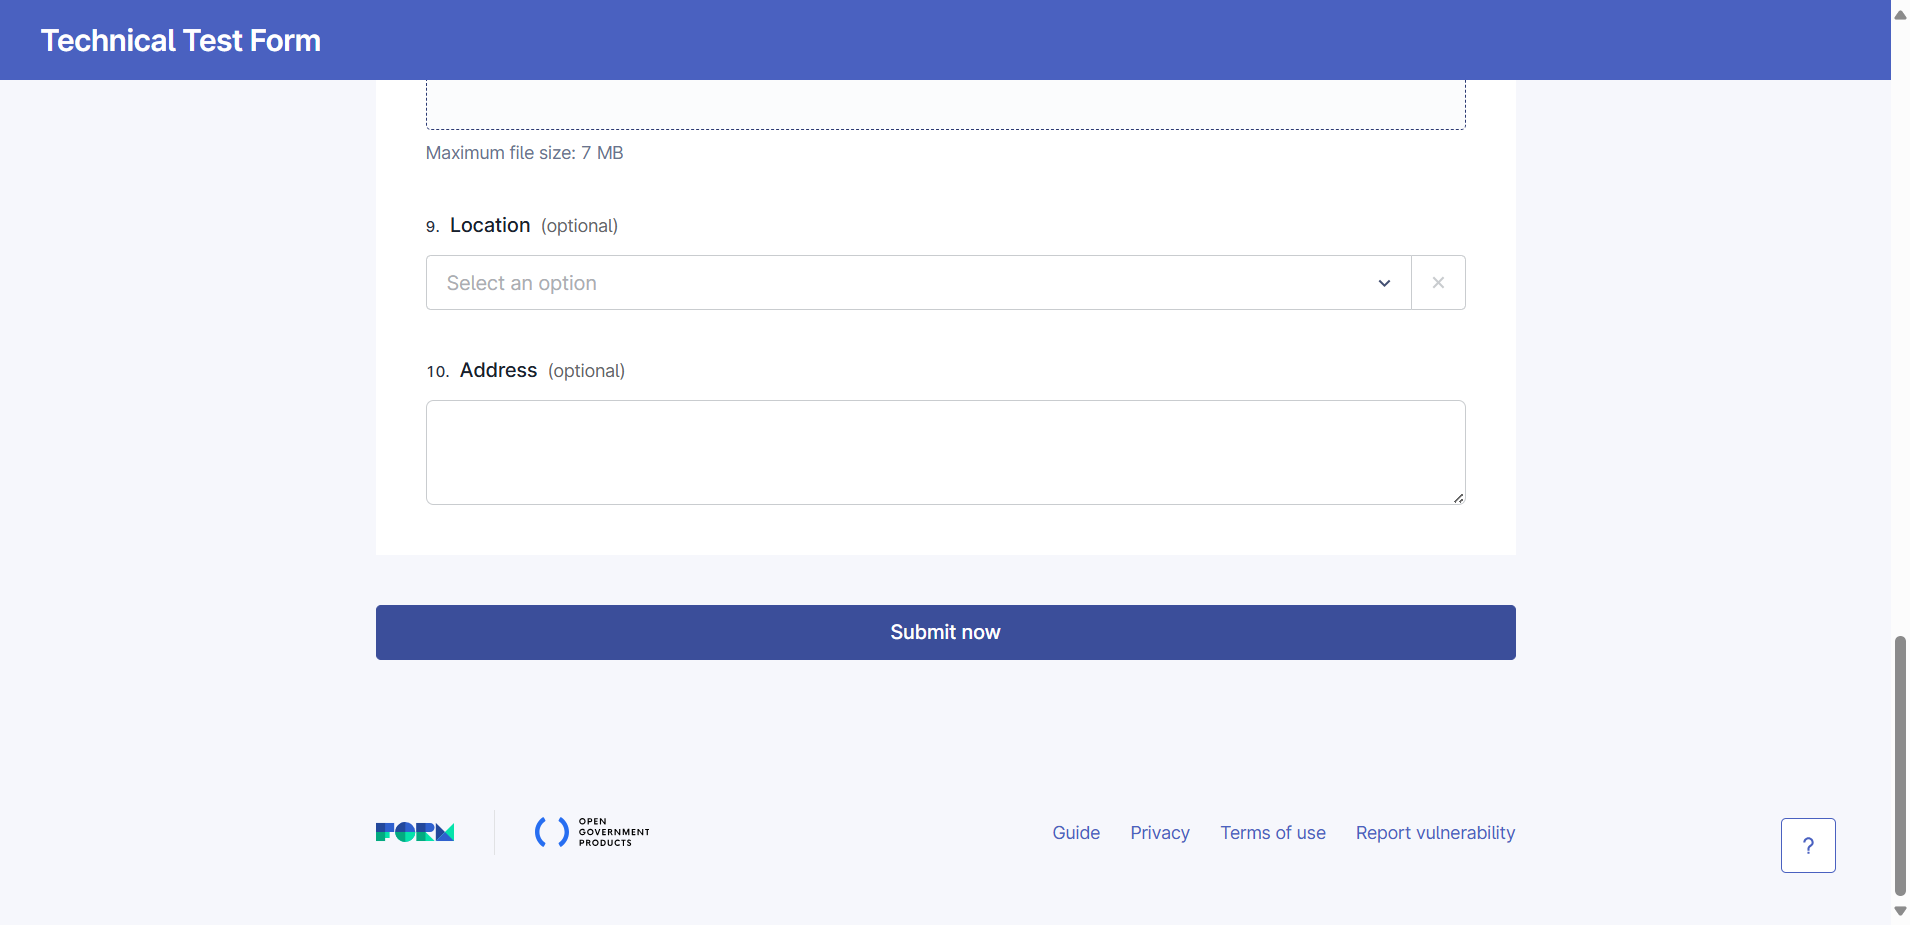 Technical Test Form
Maximum file size: 7 MB
9. Location (optional)
Select an option
10. Address (optional)
Submit now
FORM
OPEN
GOVERNMENT
PRODUCTS
Guide Privacy Terms of use Report vulnerability
?